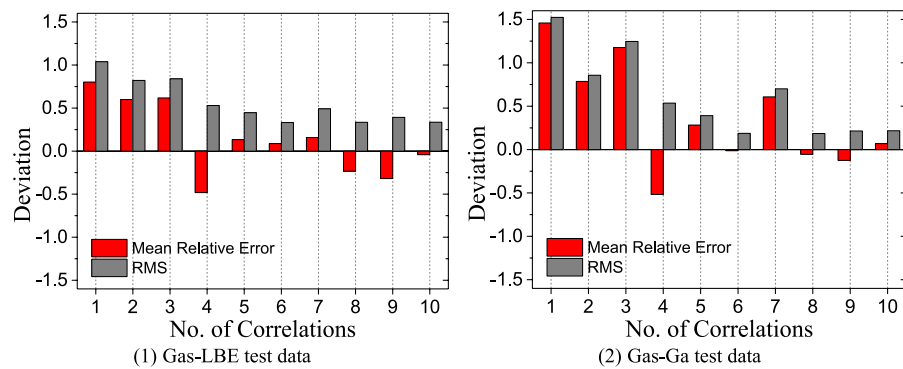 1.5
1.0
0.5
0.0
-0.5
-1.0
-1.5
Deviation
Mean Relative Error
RMS
1 2 3 4 5 6 7 8 9 10
No. of Correlations
(1) Gas-LBE test data
1.5
1.0
0.5
0.0
-0.5
-1.0
-1.5
Deviation
Mean Relative Error
RMS
1 2 3 4 5 6 7 8 9 10
No. of Correlations
(2) Gas-Ga test data